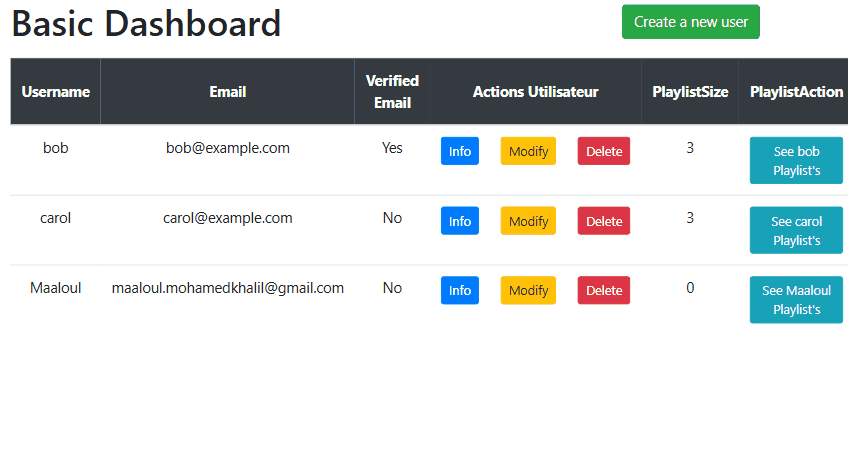 Basic Dashboard
Create a new user
Username Email Verified Email Actions Utilisateur PlaylistSize PlaylistAction
bob bob@example.com Yes Info Modify Delete 3 See bob Playlist's
carol carol@example.com No Info Modify Delete 3 See carol Playlist's
Maaloul maaloul.mohamedkhalil@gmail.com No Info Modify Delete 0 See Maaloul Playlist's